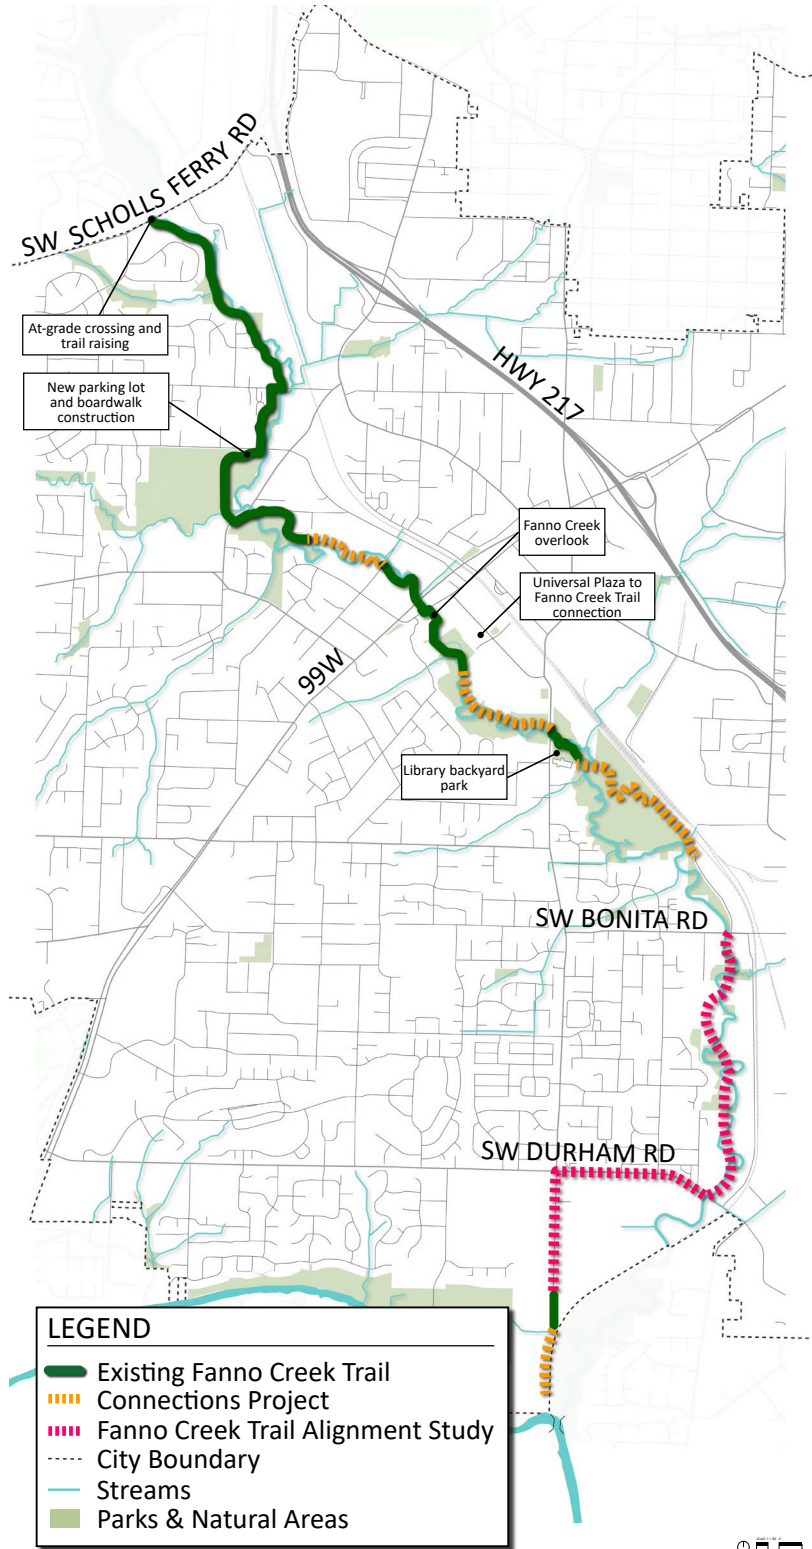 SW SCHOLLS FERRY RD
At-grade crossing and
trail raising
New parking lot
and boardwalk
construction
HWY 217
Fanno Creek
overlook
Universal Plaza to
Fanno Creek Trail
connection
99W
Library backyard
park
SW BONITA RD
SW DURHAM RD
LEGEND
Existing Fanno Creek Trail
Connections Project
Fanno Creek Trail Alignment Study
City Boundary
Streams
Parks & Natural Areas